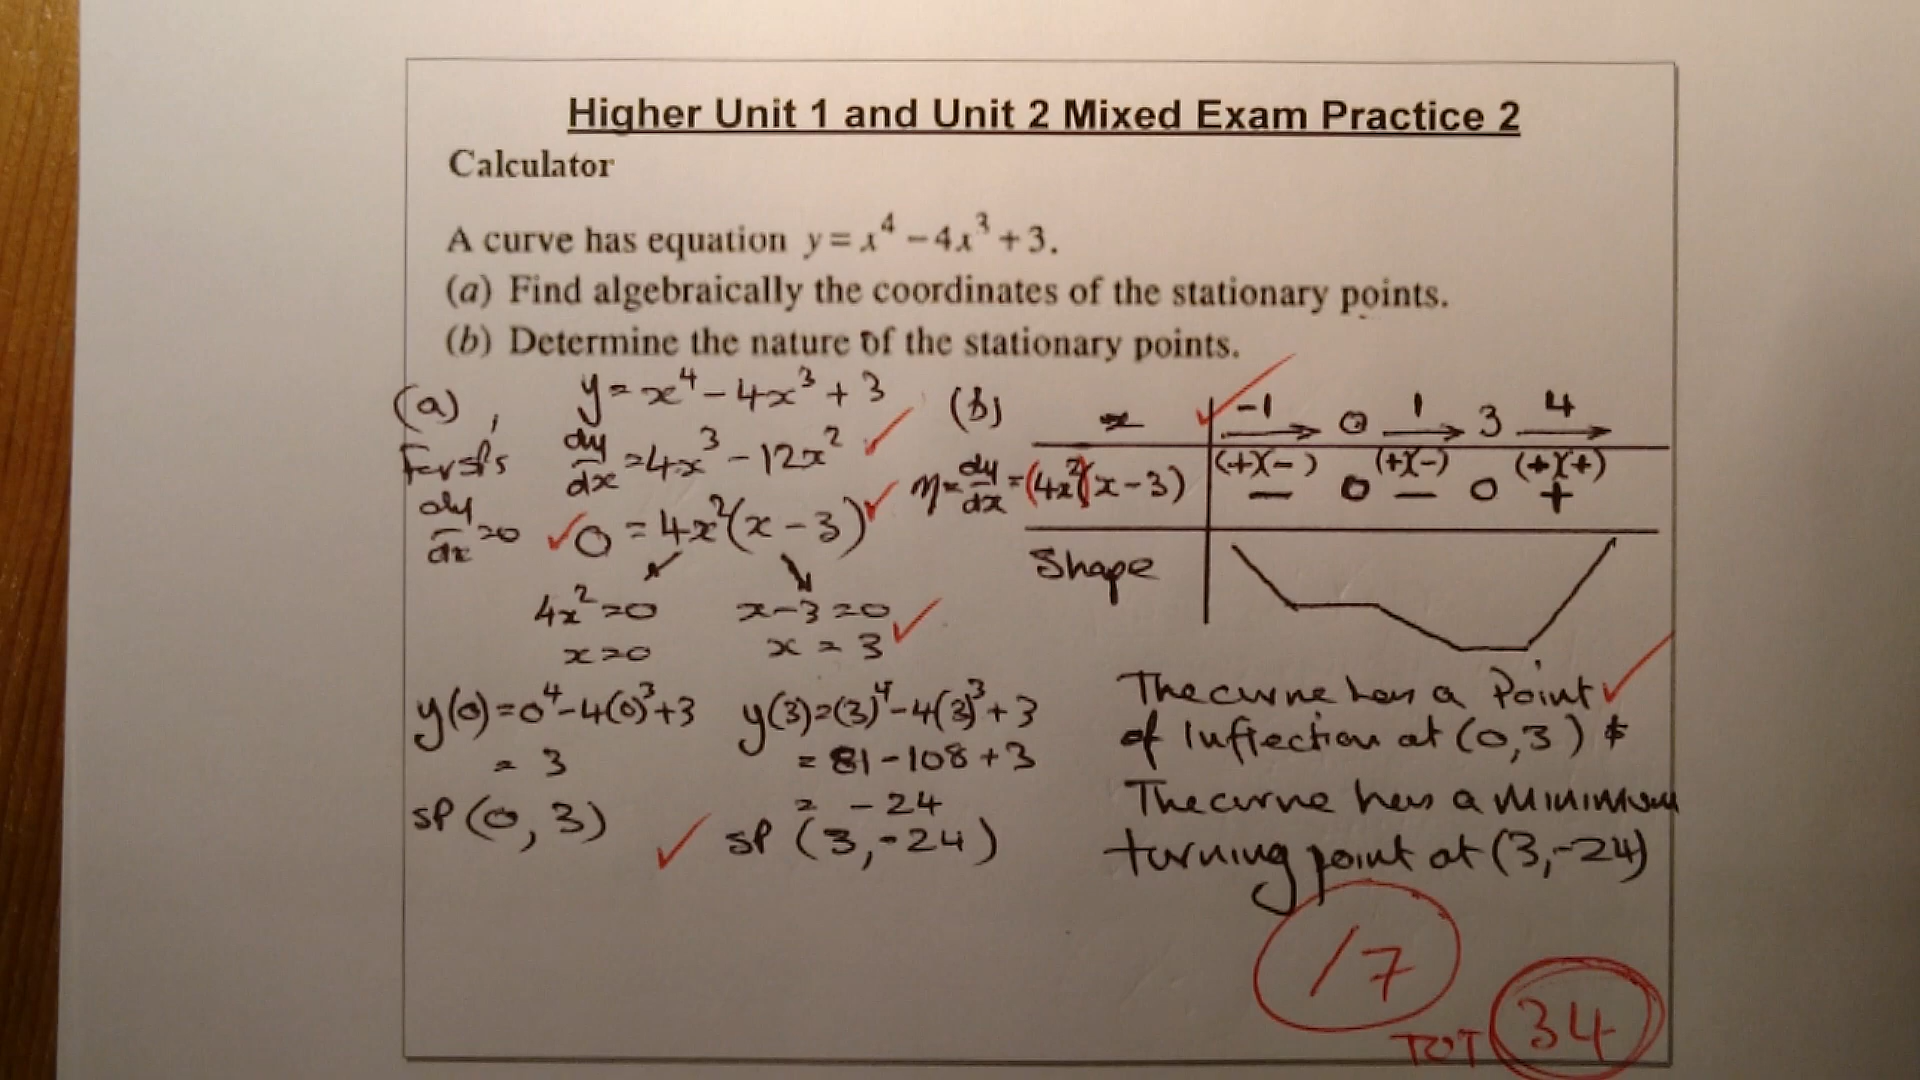 Higher Unit 1 and Unit 2 Mixed Exam Practice 2
Calculator
A curve has equation y = x⁴ − 4x³ + 3.
(a) Find algebraically the coordinates of the stationary points.
(b) Determine the nature of the stationary points.
(a) y = x⁴ − 4x³ + 3
For SP's dy/dx = 4x³ − 12x²
dy/dx = 0
0 = 4x²(x − 3)
4x² = 0 x − 3 = 0
x = 0 x = 3
y(0) = 0⁴ − 4(0)³ + 3 y(3) = (3)⁴ − 4(3)³ + 3
= 3 = 81 − 108 + 3
= −24
SP (0, 3) SP (3, −24)
(b) x −1 → 0 1 → 3 4 →
(+)(−) (+)(−) (+)(+)
m = dy/dx = (4x²)(x − 3) − 0 − 0 +
Shape
The curve has a Point
of Inflection at (0, 3) &
The curve has a Minimum
turning point at (3, −24)
/7
TOT 34